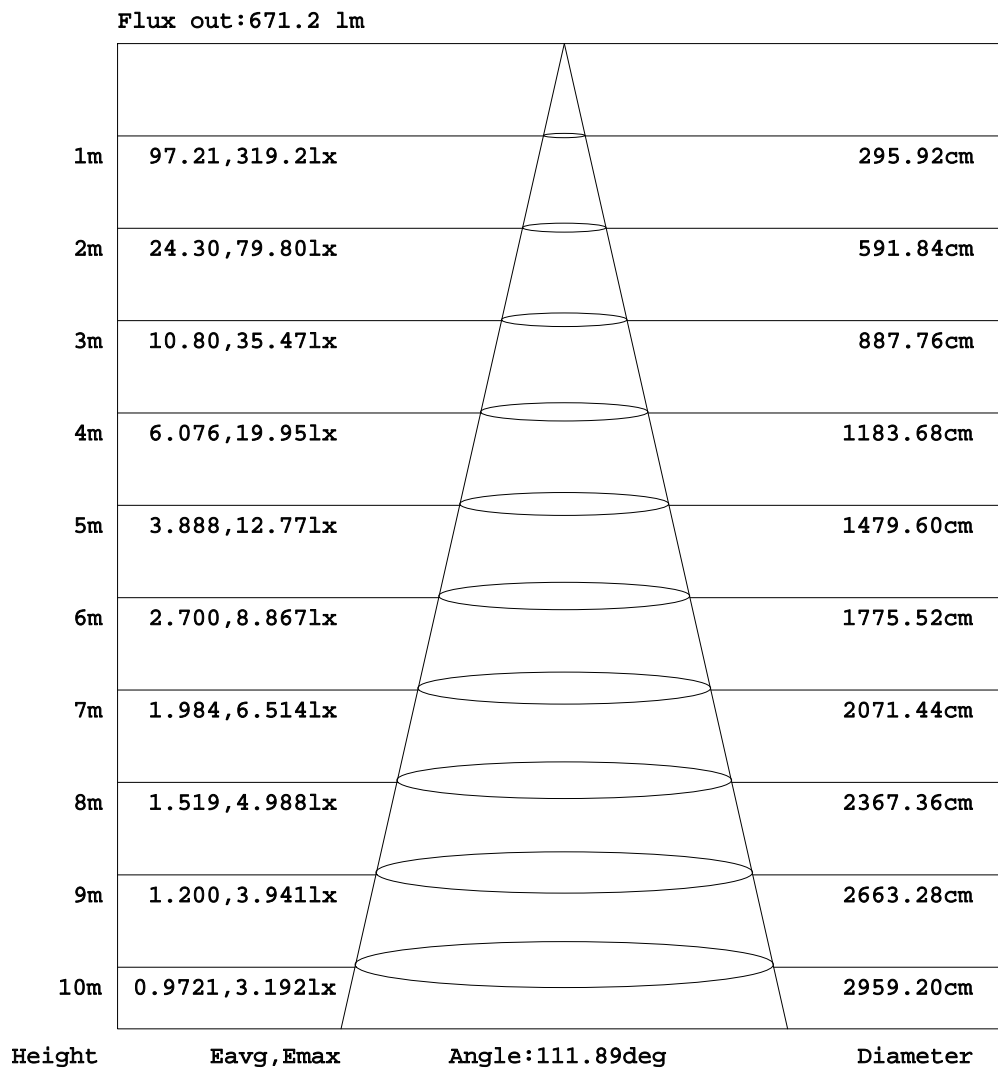 Flux out:671.2 lm
1m 97.21,319.2lx 295.92cm
2m 24.30,79.80lx 591.84cm
3m 10.80,35.47lx 887.76cm
4m 6.076,19.95lx 1183.68cm
5m 3.888,12.77lx 1479.60cm
6m 2.700,8.867lx 1775.52cm
7m 1.984,6.514lx 2071.44cm
8m 1.519,4.988lx 2367.36cm
9m 1.200,3.941lx 2663.28cm
10m 0.9721,3.192lx 2959.20cm
Height Eavg,Emax Angle:111.89deg Diameter